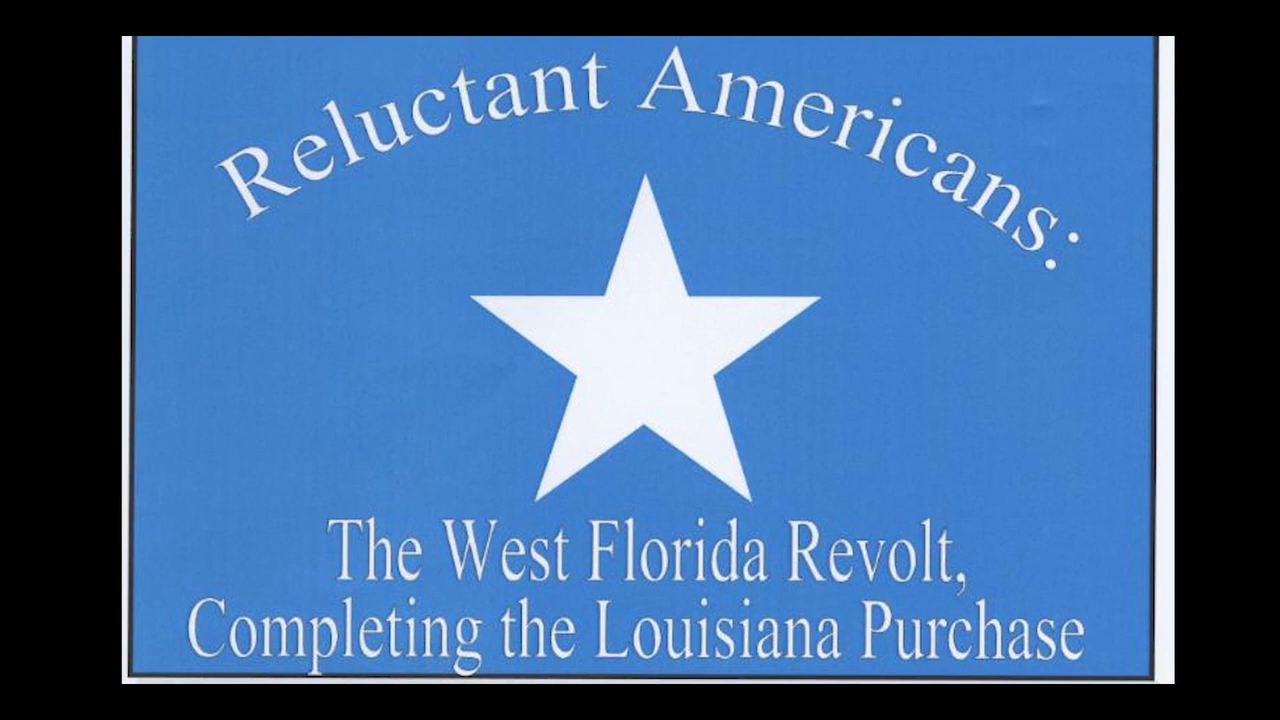 Reluctant Americans:
The West Florida Revolt,
Completing the Louisiana Purchase